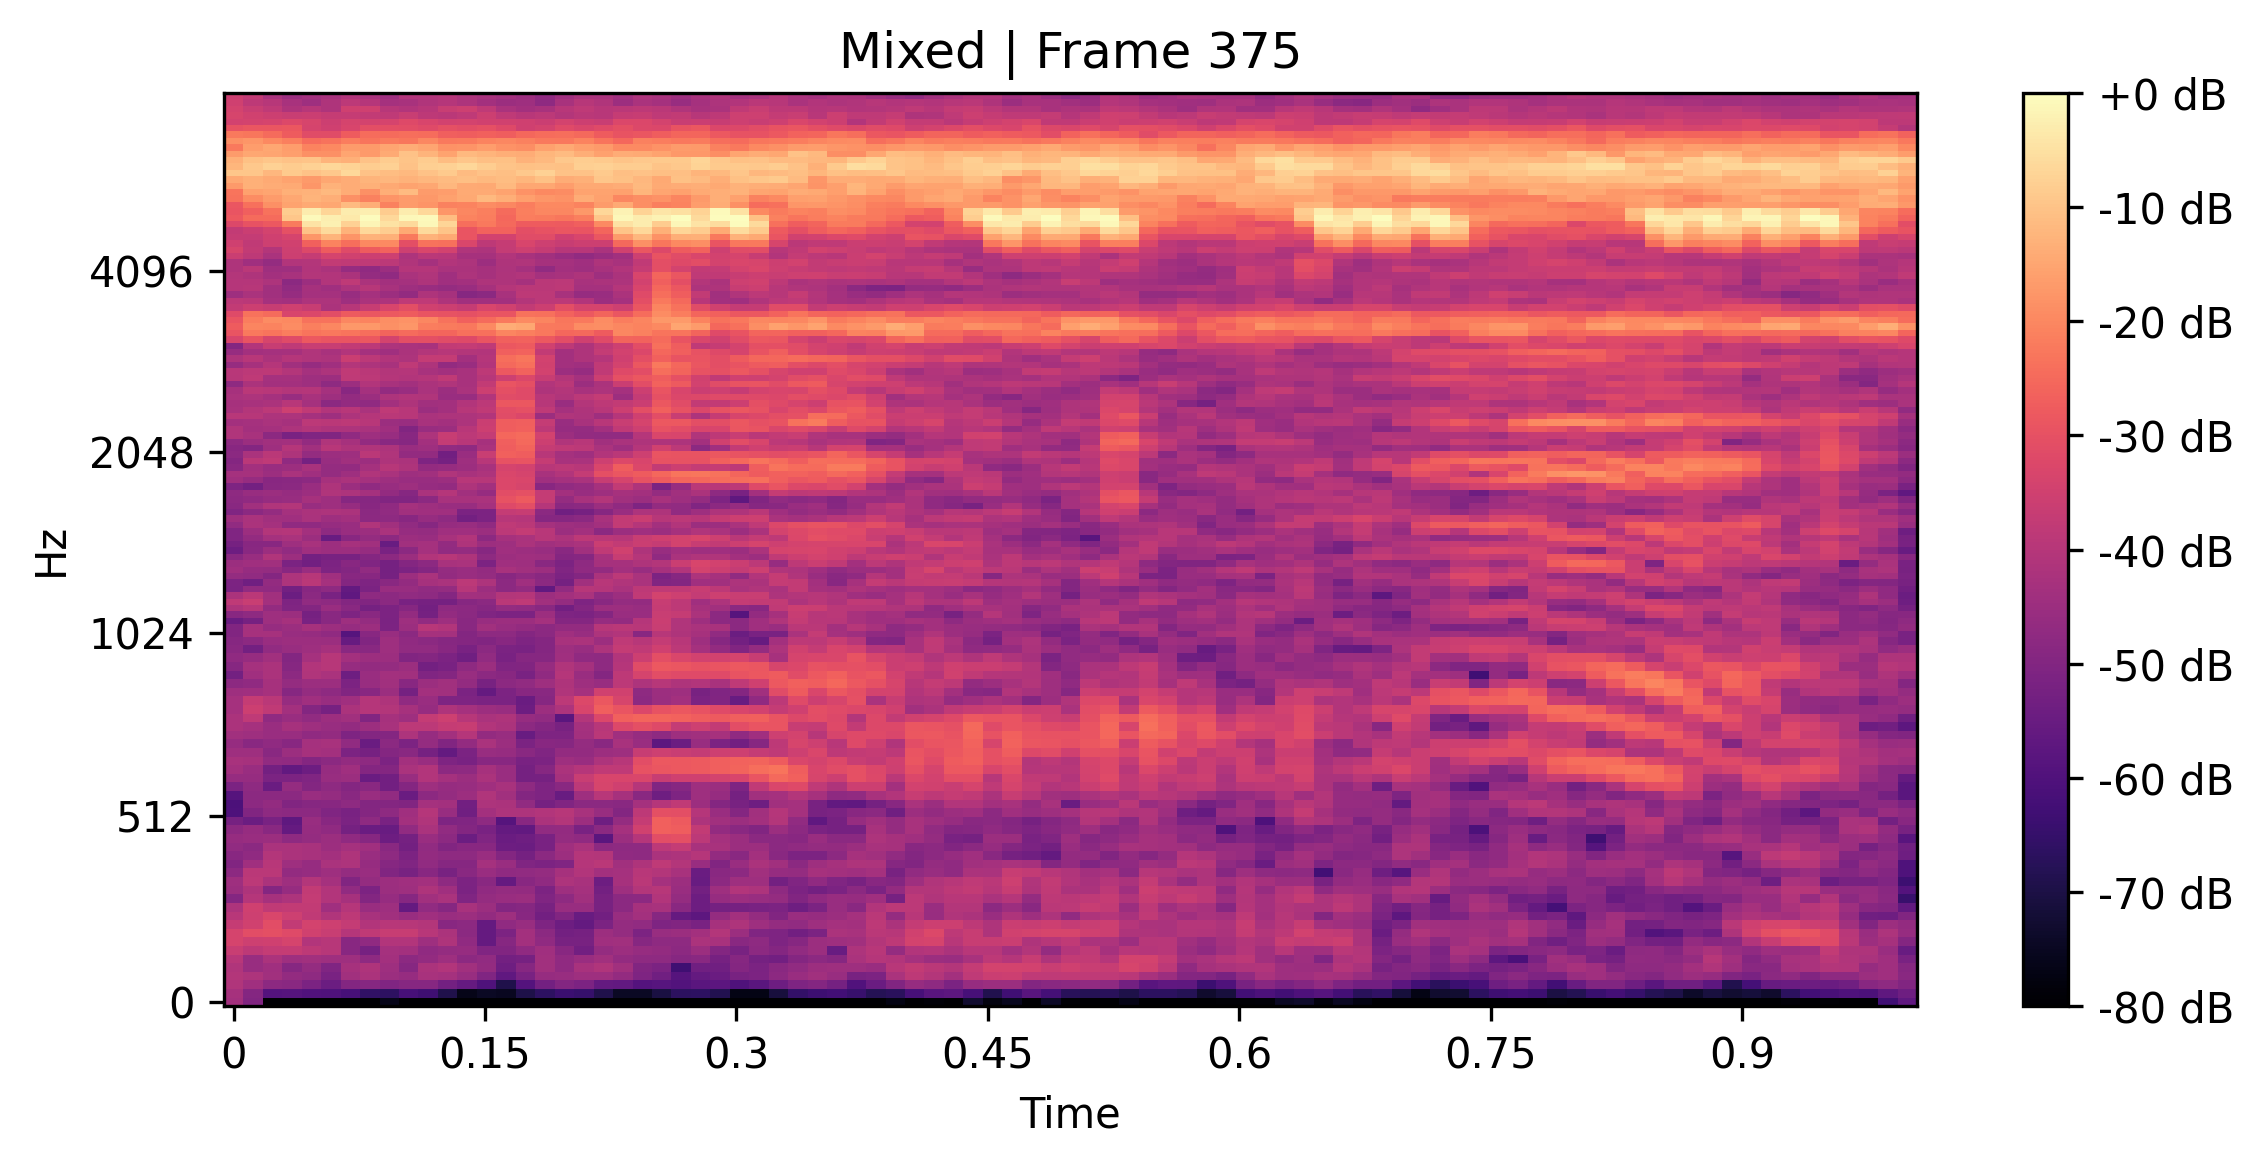 Mixed | Frame 375
+0 dB
-10 dB
4096
-20 dB
-30 dB
2048
-40 dB
Hz
1024
-50 dB
512
-60 dB
-70 dB
0
-80 dB
0 0.15 0.3 0.45 0.6 0.75 0.9
Time